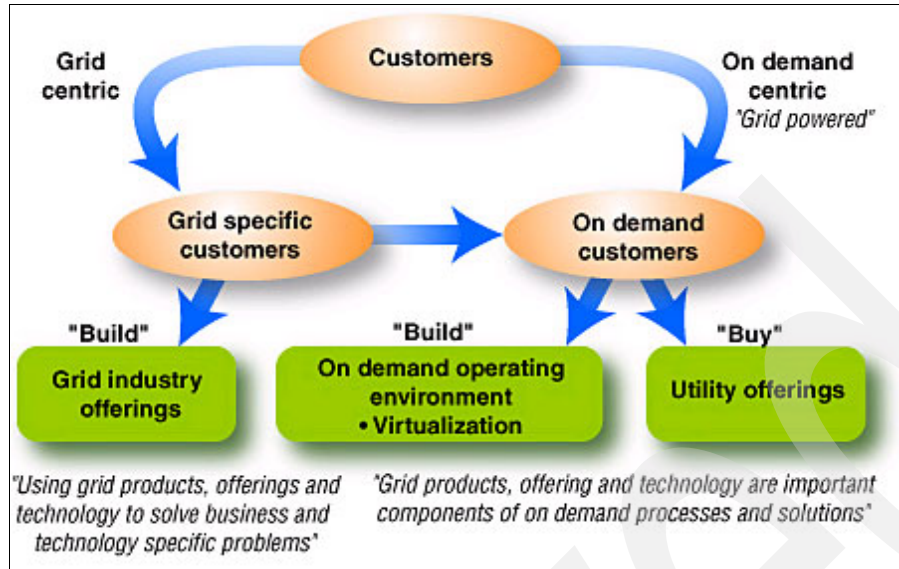 Customers
Grid
centric
On demand
centric
"Grid powered"
Grid specific
customers
On demand
customers
"Build"
"Build"
"Buy"
Grid industry
offerings
On demand operating
environment
• Virtualization
Utility offerings
"Using grid products, offerings and
technology to solve business and
technology specific problems"
"Grid products, offering and technology are important
components of on demand processes and solutions"